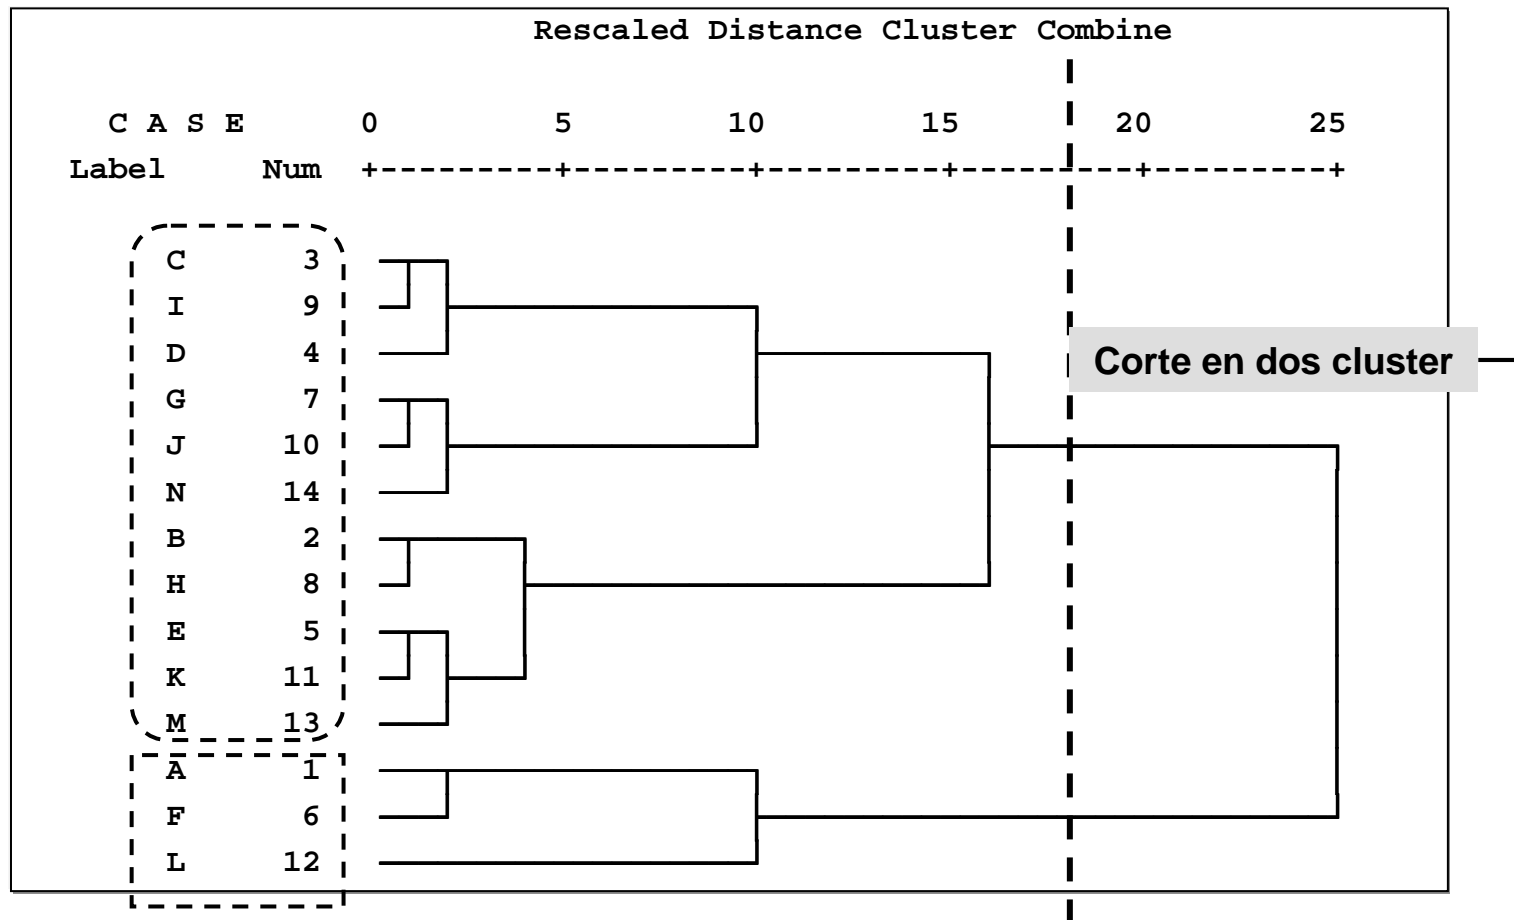 Rescaled Distance Cluster Combine
C A S E 0 5 10 15 20 25
Label Num +---------+---------+---------+---------+---------+
C 3
I 9
D 4
Corte en dos cluster
G 7
J 10
N 14
B 2
H 8
E 5
K 11
M 13
A 1
F 6
L 12